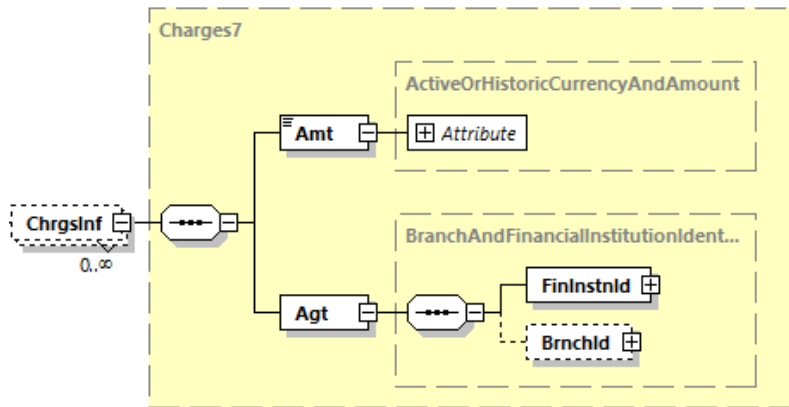 Charges7
ActiveOrHistoricCurrencyAndAmount
Amt
Attribute
ChrgsInf
0..∞
BranchAndFinancialInstitutionIdent...
Agt
FinInstnId
BrnchId